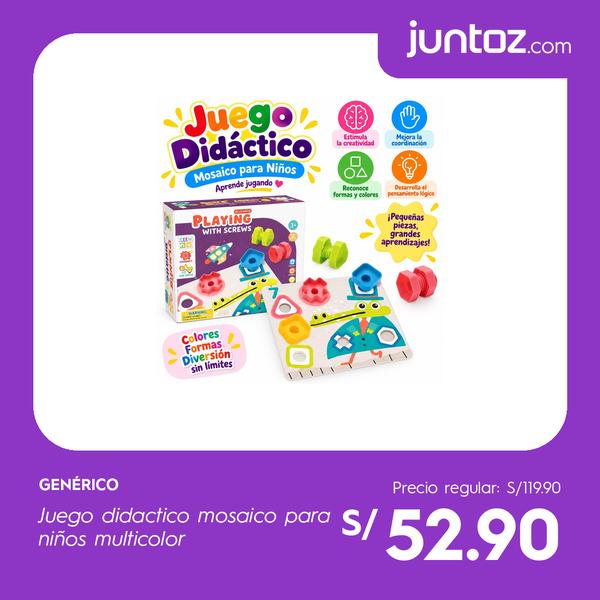 juntoz.com
Juego
Didáctico
Mosaico para Niños
Aprende jugando
Estimula
la creatividad
Mejora la
coordinación
Reconoce
formas y colores
Desarrolla el
pensamiento lógico
¡Pequeñas
piezas,
grandes
aprendizajes!
PLAYING
WITH SCREWS
WARNING
Colores
Formas
Diversión
sin límites
GENÉRICO
Juego didactico mosaico para
niños multicolor
Precio regular: S/119.90
S/ 52.90